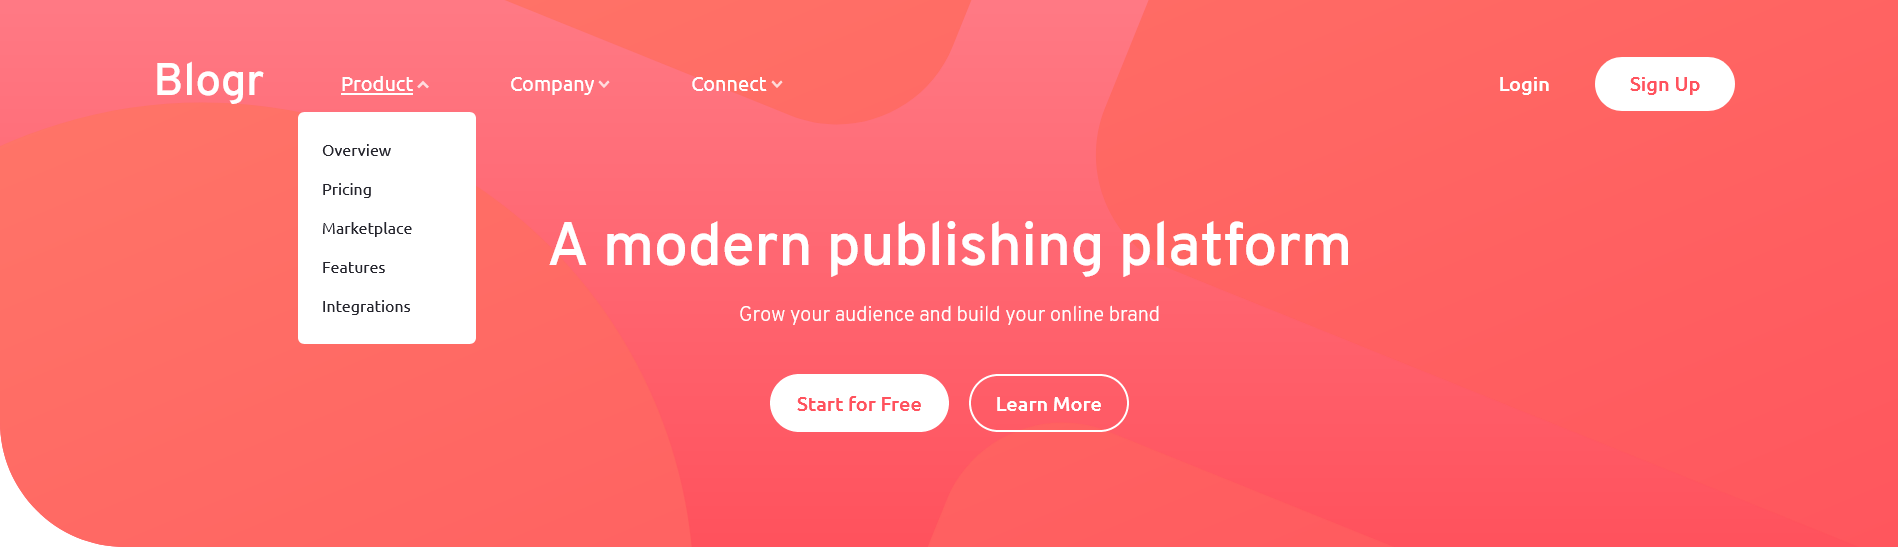 Blogr Product Company Connect Login Sign Up
Overview
Pricing
Marketplace
Features
Integrations
A modern publishing platform
Grow your audience and build your online brand
Start for Free Learn More